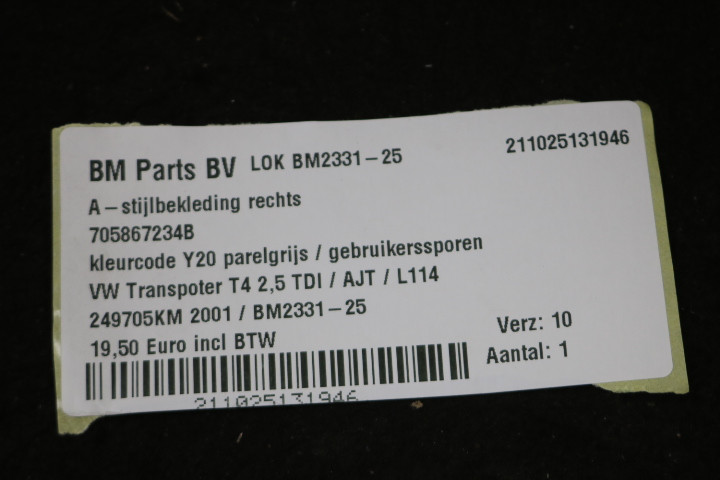 BM Parts BV LOK BM2331-25 211025131946
A-stijlbekleding rechts
705867234B
kleurcode Y20 parelgrijs / gebruikerssporen
VW Transpoter T4 2,5 TDI / AJT / L114
249705KM 2001 / BM2331-25
Verz: 10
19,50 Euro incl BTW
Aantal: 1
211025131946